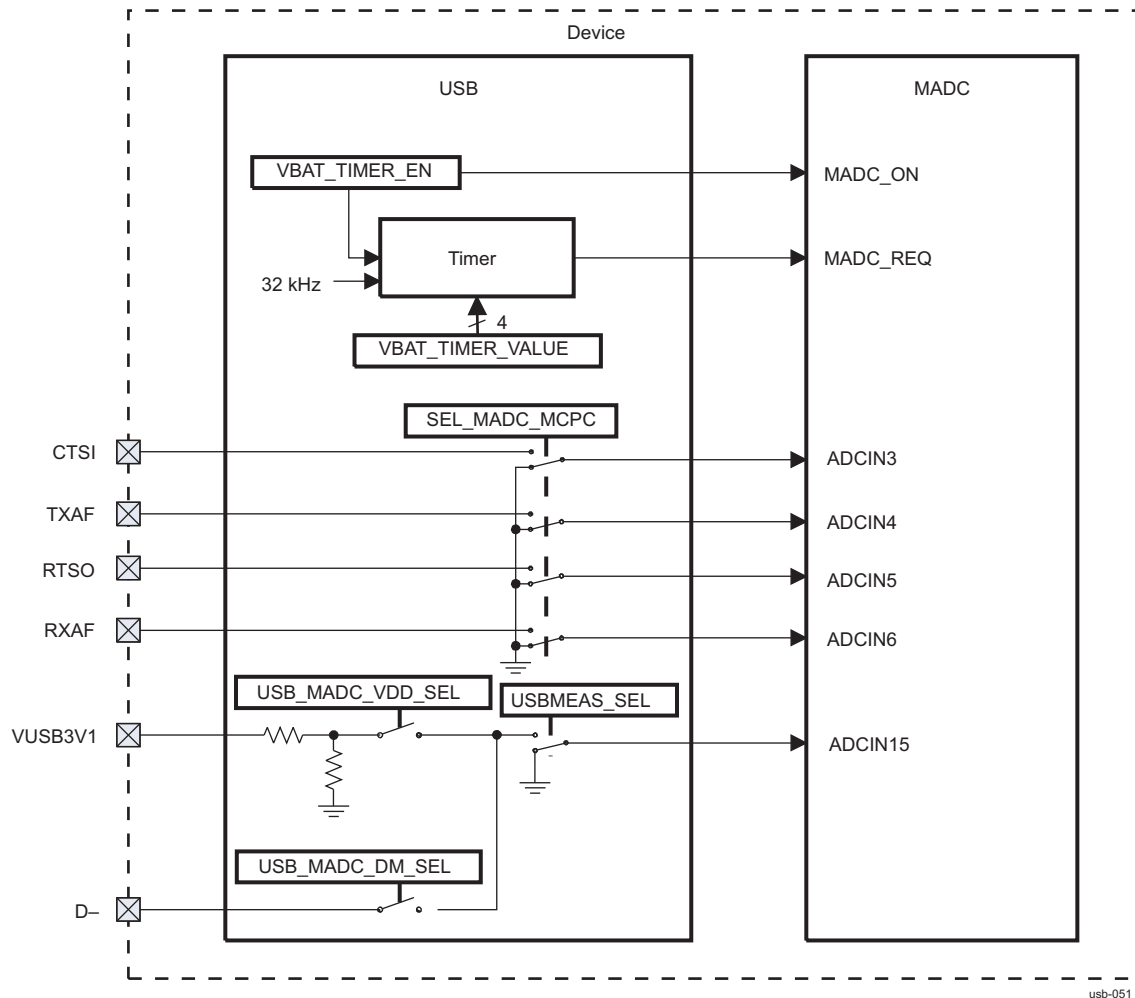 Device
USB
MADC
VBAT_TIMER_EN
MADC_ON
Timer
MADC_REQ
32 kHz
4
VBAT_TIMER_VALUE
SEL_MADC_MCPC
CTSI
ADCIN3
TXAF
ADCIN4
RTSO
ADCIN5
RXAF
ADCIN6
USB_MADC_VDD_SEL
USBMEAS_SEL
VUSB3V1
ADCIN15
USB_MADC_DM_SEL
D–
usb-051